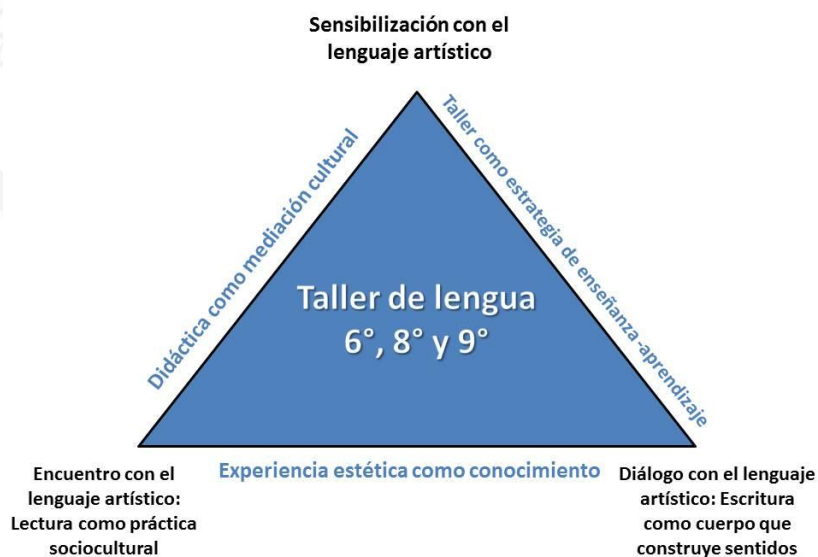 Sensibilización con el
lenguaje artístico
Didáctica como mediación cultural
Taller como estrategia de enseñanza -aprendizaje
Taller de lengua
6°, 8° y 9°
Encuentro con el
lenguaje artístico:
Lectura como práctica
sociocultural
Experiencia estética como conocimiento
Diálogo con el lenguaje
artístico: Escritura
como cuerpo que
construye sentidos